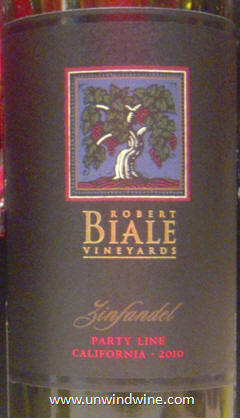 ROBERT
BIALE
VINEYARDS
Zinfandel
PARTY LINE
CALIFORNIA • 2010
www.unwindwine.com